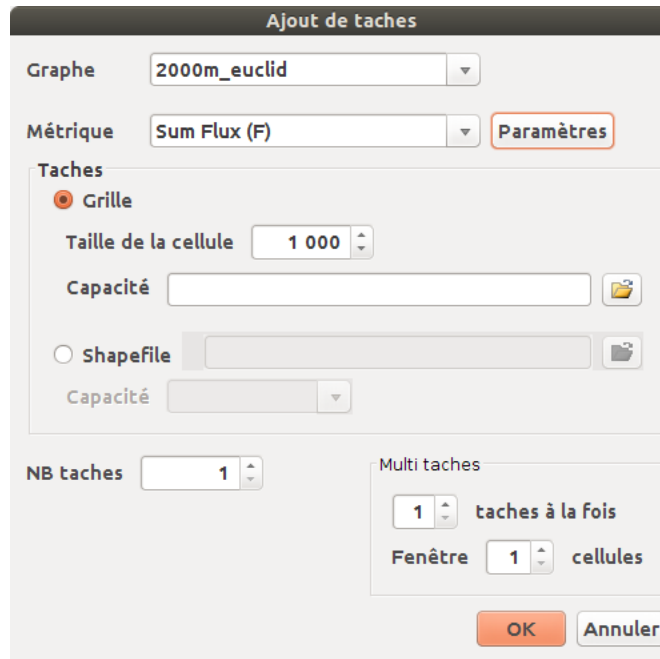 Ajout de taches
Graphe 2000m_euclid
Métrique Sum Flux (F) Paramètres
Taches
Grille
Taille de la cellule 1 000
Capacité
Shapefile
Capacité
NB taches 1
Multi taches
1 taches à la fois
Fenêtre 1 cellules
OK Annuler